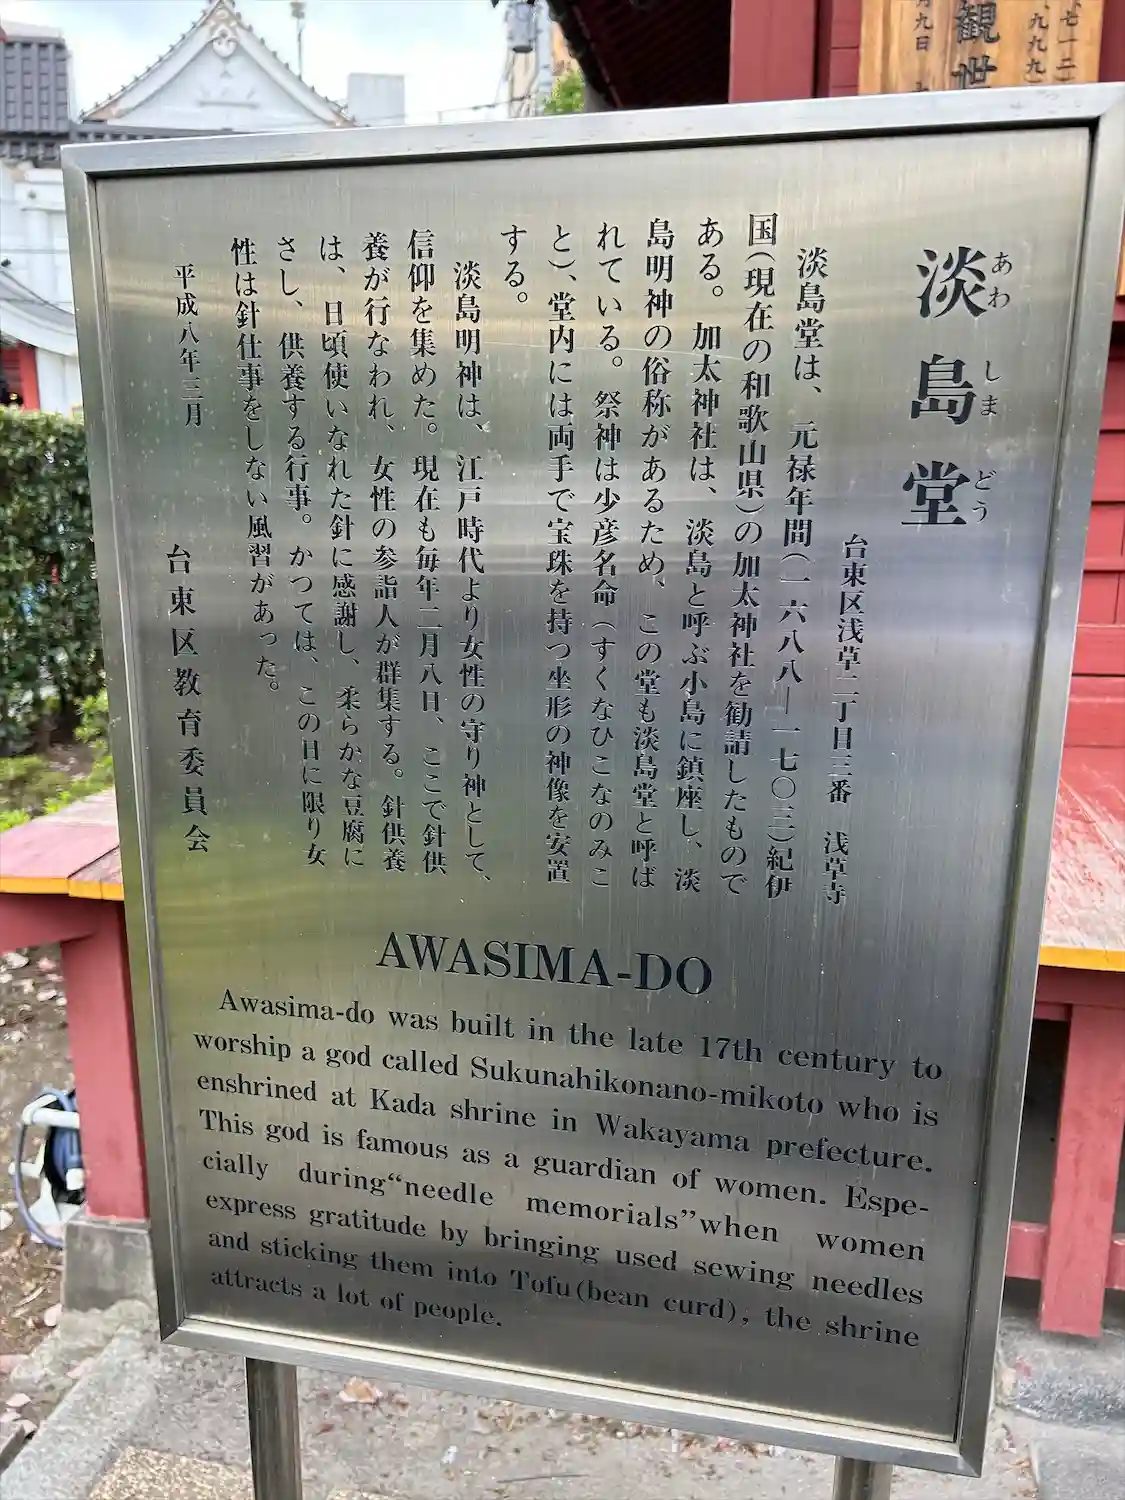 観世
七一二
九九九
月九日
淡島堂
あわ しま どう
台東区浅草二丁目三番 浅草寺
淡島堂は、元禄年間(一六八八―一七〇三)紀伊
国(現在の和歌山県)の加太神社を勧請したもので
ある。加太神社は、淡島と呼ぶ小島に鎮座し、淡
島明神の俗称があるため、この堂も淡島堂と呼ば
れている。祭神は少彦名命(すくなひこなのみこ
と)、堂内には両手で宝珠を持つ坐形の神像を安置
する。
淡島明神は、江戸時代より女性の守り神として、
信仰を集めた。現在も毎年二月八日、ここで針供
養が行なわれ、女性の参詣人が群集する。針供養
は、日頃使いなれた針に感謝し、柔らかな豆腐に
さし、供養する行事。かつては、この日に限り女
性は針仕事をしない風習があった。
平成八年三月
台東区教育委員会
AWASIMA-DO
Awasima-do was built in the late 17th century to
worship a god called Sukunahikonano-mikoto who is
enshrined at Kada shrine in Wakayama prefecture.
This god is famous as a guardian of women. Espe-
cially during“needle memorials”when women
express gratitude by bringing used sewing needles
and sticking them into Tofu(bean curd), the shrine
attracts a lot of people.